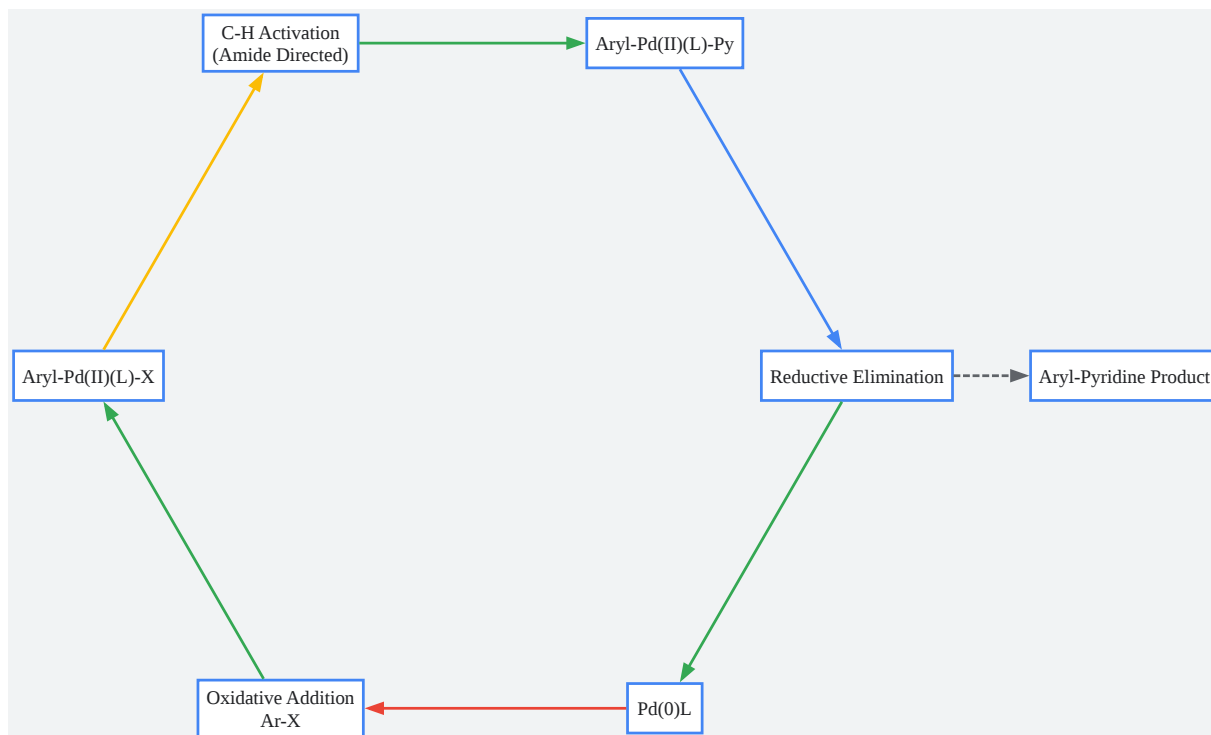 C-H Activation
(Amide Directed)
Aryl-Pd(II)(L)-Py
Aryl-Pd(II)(L)-X
Reductive Elimination
Aryl-Pyridine Product
Oxidative Addition
Ar-X
Pd(0)L